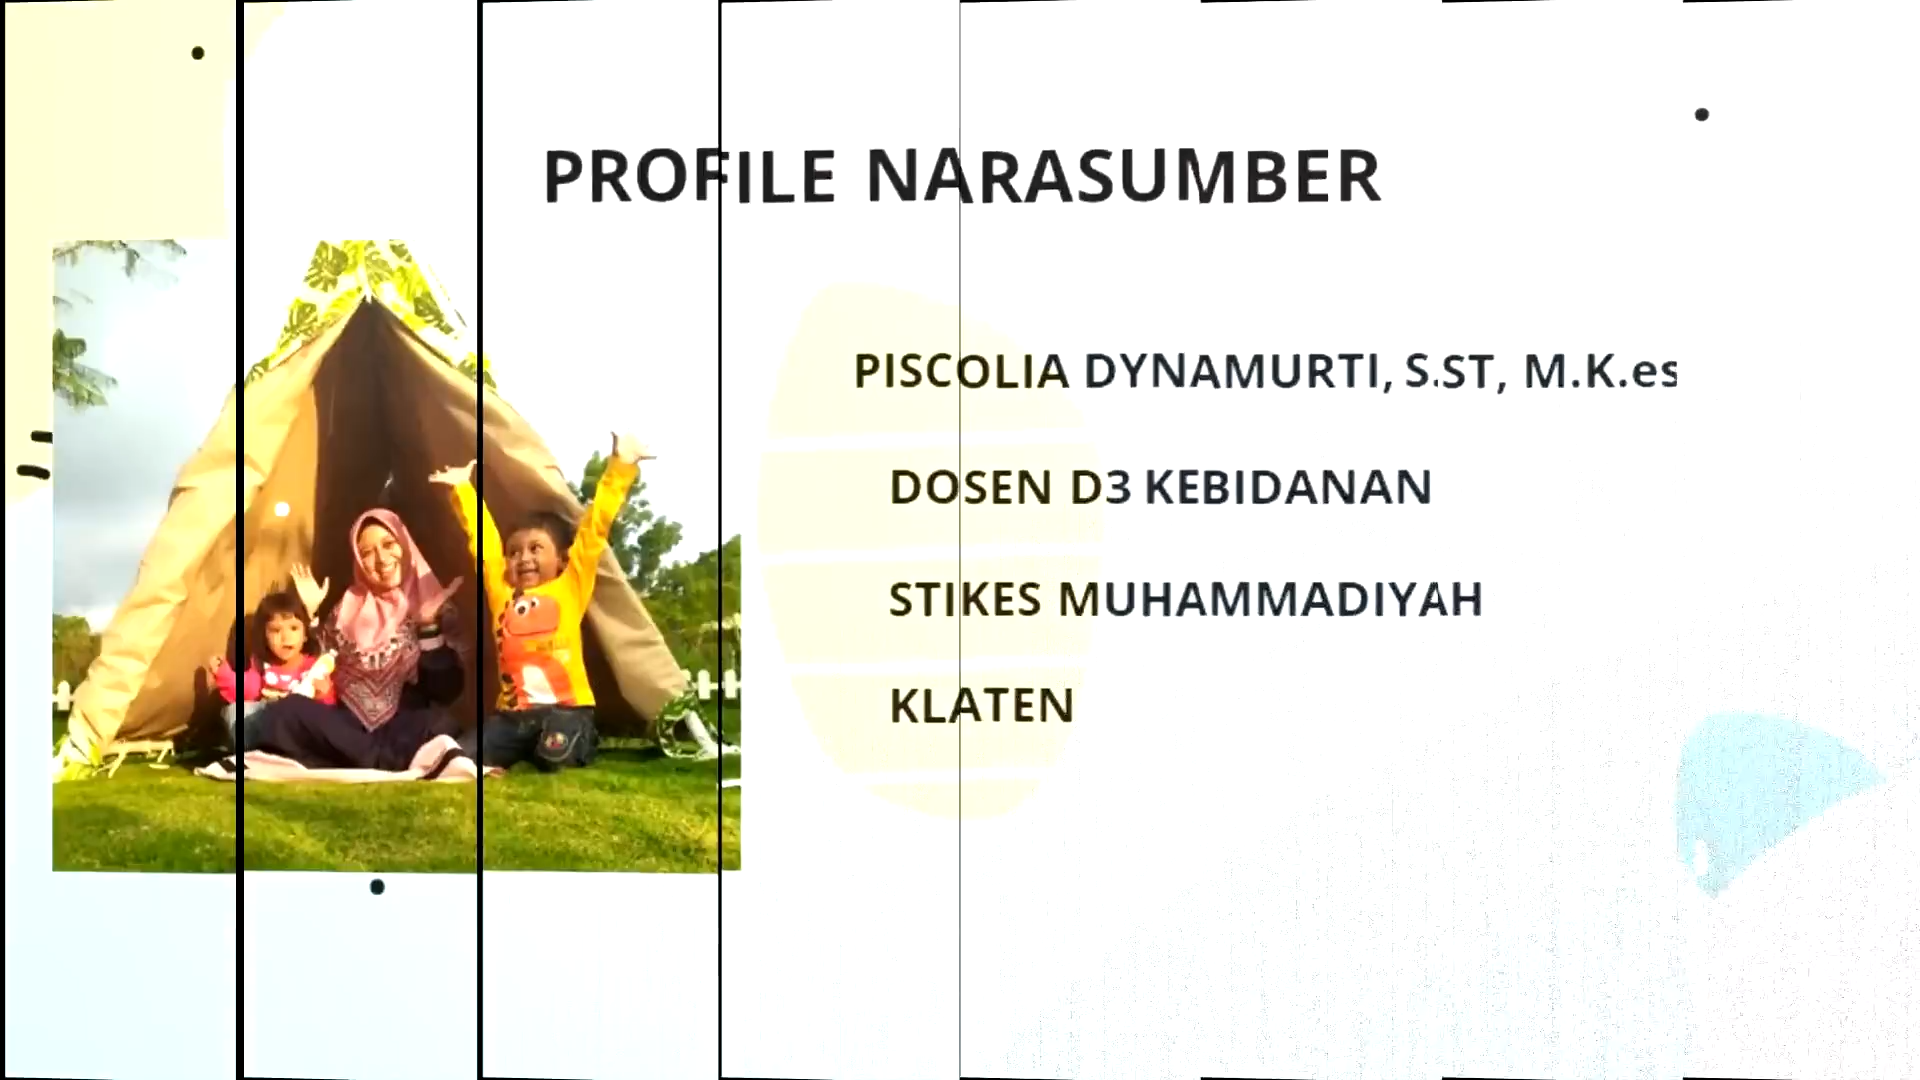 PROFILE NARASUMBER
PISCOLIA DYNAMURTI, S.ST, M.K.es
DOSEN D3 KEBIDANAN
STIKES MUHAMMADIYAH
KLATEN